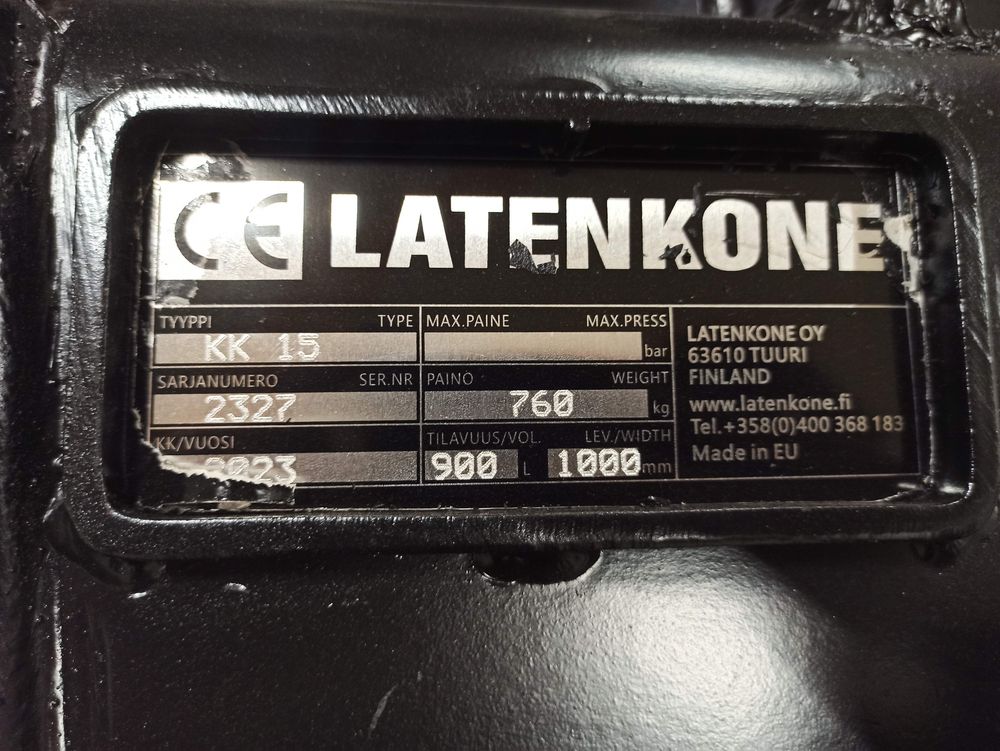 CE LATENKONE
TYYPPI TYPE
KK 15
SARJANUMERO SER.NR
2327
KK/VUOSI
2023
MAX.PAINE MAX.PRESS
bar
PAINO WEIGHT
760 kg
TILAVUUS/VOL. LEV./WIDTH
900 L 1000 mm
LATENKONE OY
63610 TUURI
FINLAND
www.latenkone.fi
Tel.+358(0)400 368 183
Made in EU